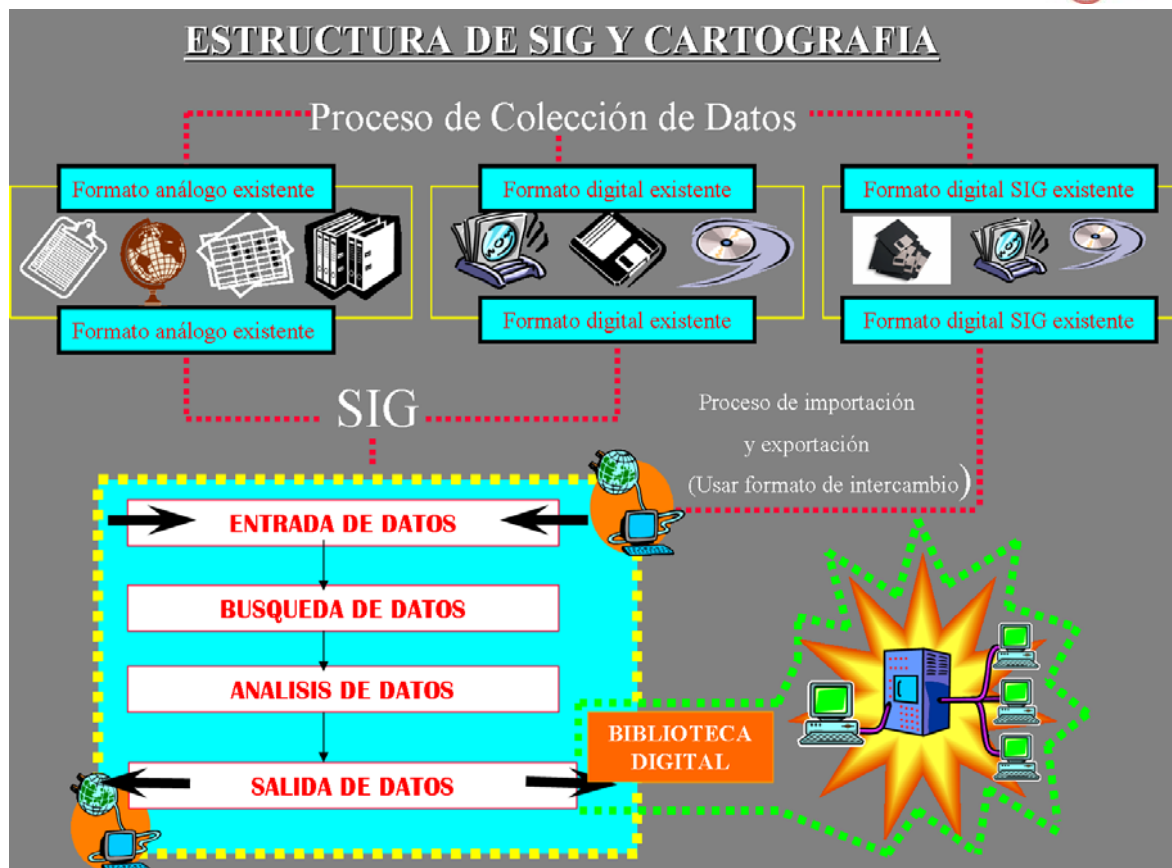 ESTRUCTURA DE SIG Y CARTOGRAFIA
Proceso de Colección de Datos
Formato análogo existente
Formato digital existente
Formato digital SIG existente
Formato análogo existente
Formato digital existente
Formato digital SIG existente
SIG
Proceso de importación
y exportación
(Usar formato de intercambio)
ENTRADA DE DATOS
BUSQUEDA DE DATOS
ANALISIS DE DATOS
SALIDA DE DATOS
BIBLIOTECA
DIGITAL